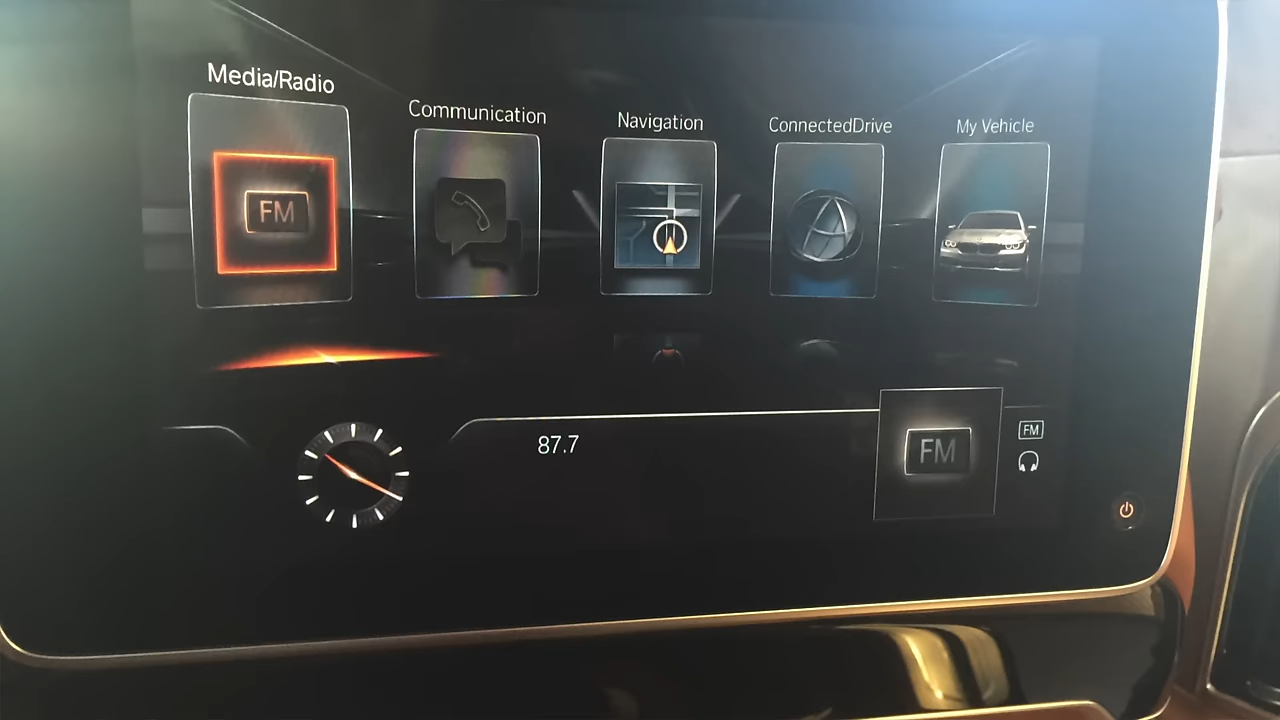 Media/Radio
Communication
Navigation
ConnectedDrive
My Vehicle
FM
87.7
FM
FM